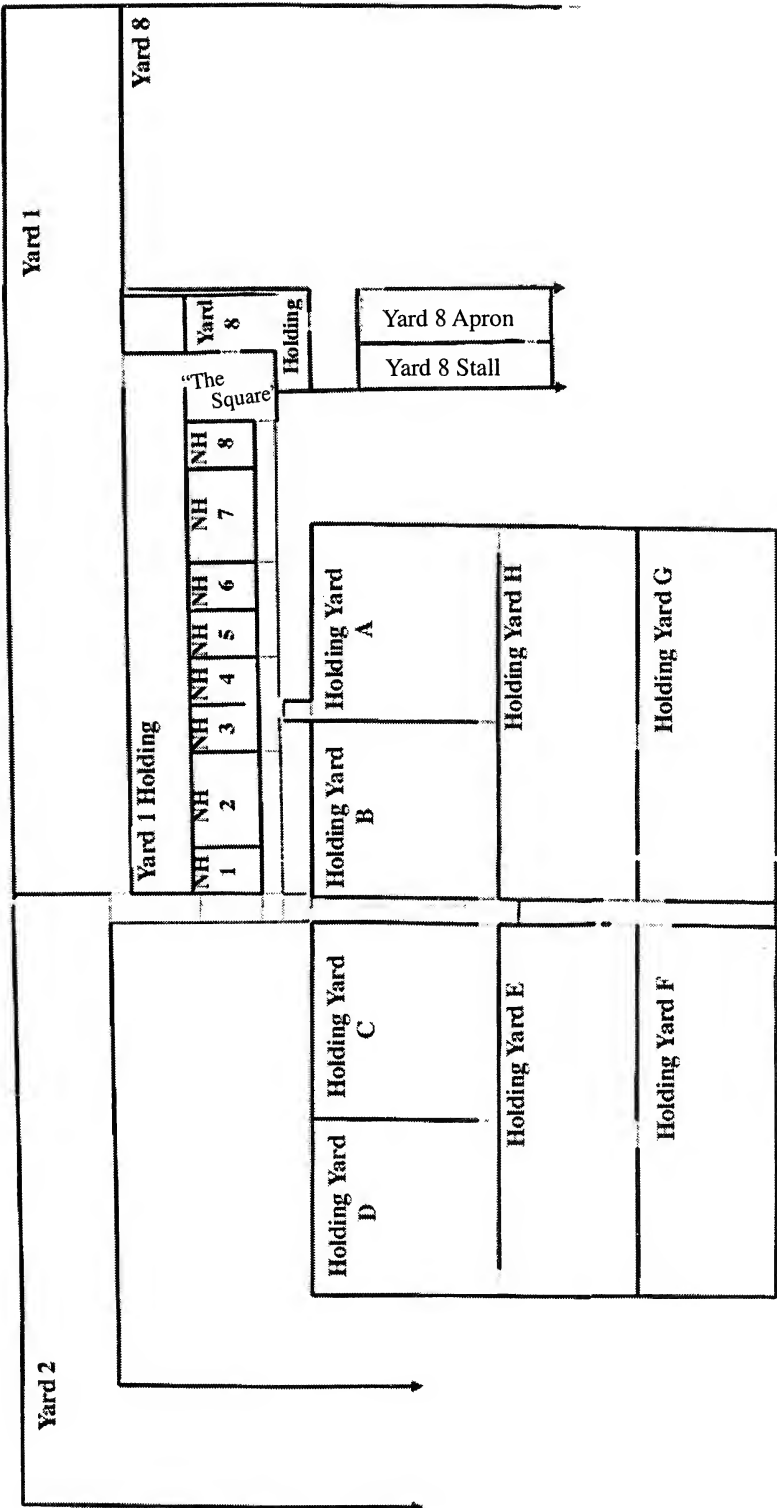 Yard 2
Yard 1
Yard 8
Yard 1 Holding
NH
1
NH
2
NH
3
NH
4
NH
5
NH
6
NH
7
NH
8
"The
Square"
Yard
8
Holding
Yard 8 Apron
Yard 8 Stall
Holding Yard
D
Holding Yard
C
Holding Yard
B
Holding Yard
A
Holding Yard E
Holding Yard H
Holding Yard F
Holding Yard G